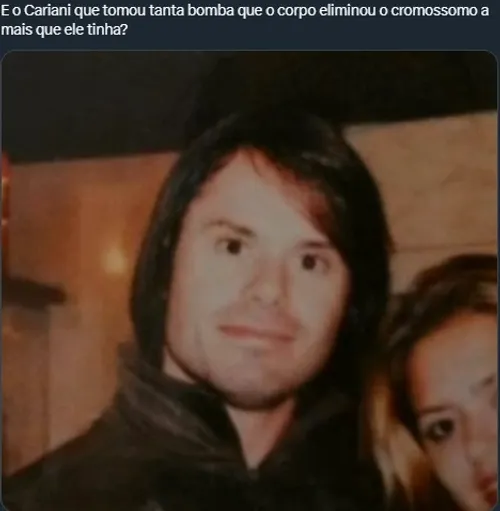 E o Cariani que tomou tanta bomba que o corpo eliminou o cromossomo a
mais que ele tinha?